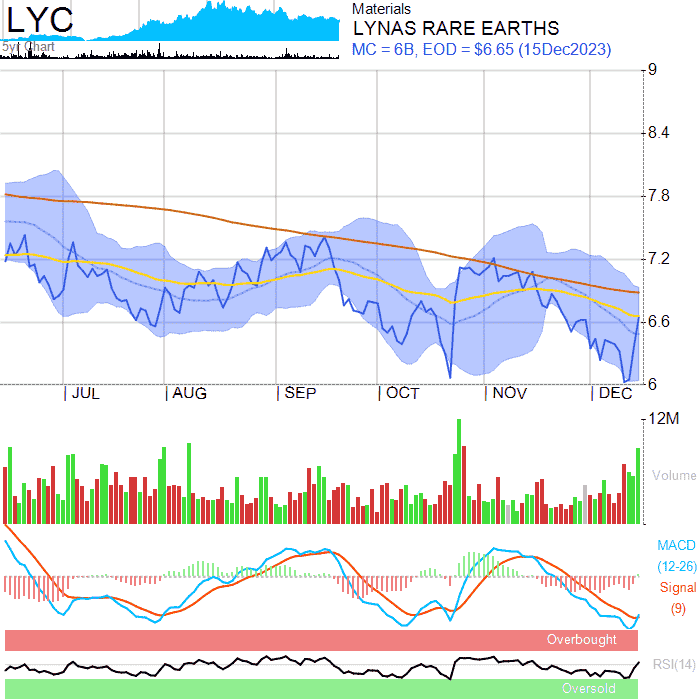 LYC
Materials
LYNAS RARE EARTHS
MC = 6B, EOD = $6.65 (15Dec2023)
5yr Chart
9
8.4
7.8
7.2
6.6
6
JUL AUG SEP OCT NOV DEC
12M
Volume
MACD
(12-26)
Signal
(9)
Overbought
RSI(14)
Oversold